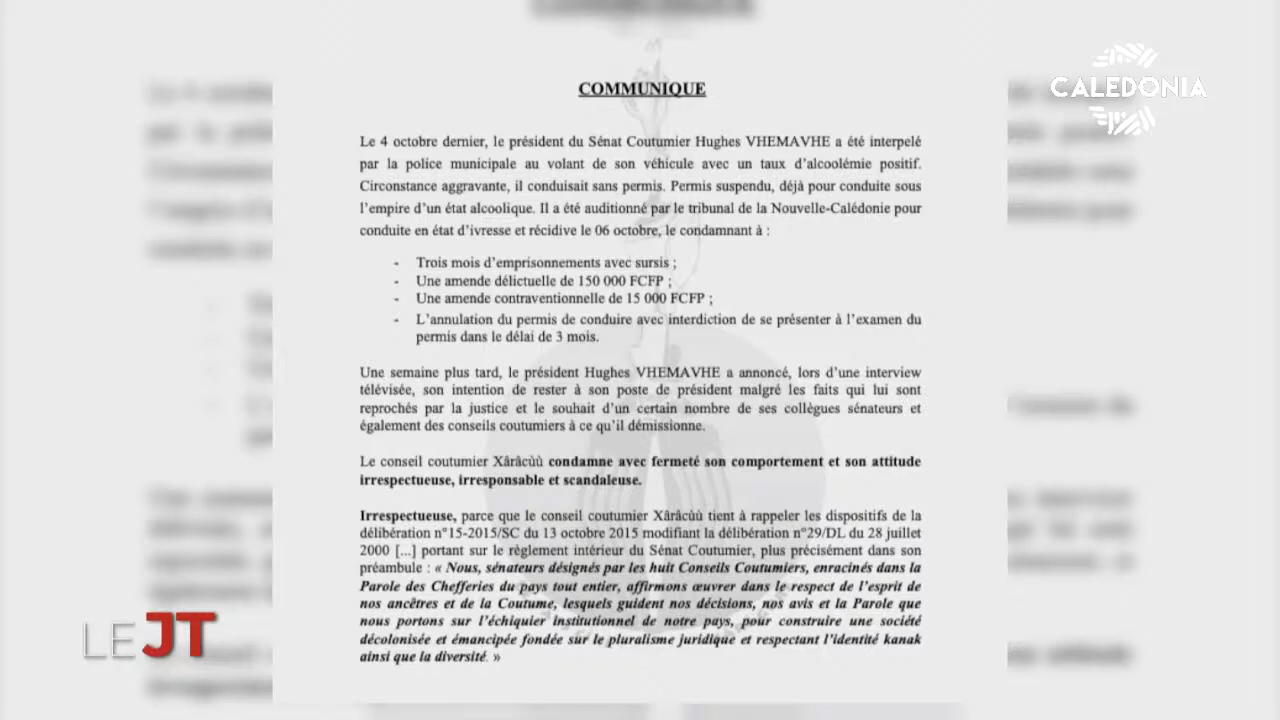 CALEDONIA
COMMUNIQUE
Le 4 octobre dernier, le président du Sénat Coutumier Hughes VHEMAVHE a été interpelé
par la police municipale au volant de son véhicule avec un taux d'alcoolémie positif.
Circonstance aggravante, il conduisait sans permis. Permis suspendu, déjà pour conduite sous
l'empire d'un état alcoolique. Il a été auditionné par le tribunal de la Nouvelle-Calédonie pour
conduite en état d'ivresse et récidive le 06 octobre, le condamnant à :
- Trois mois d'emprisonnements avec sursis ;
- Une amende délictuelle de 150 000 FCFP ;
- Une amende contraventionnelle de 15 000 FCFP ;
- L'annulation du permis de conduire avec interdiction de se présenter à l'examen du
permis dans le délai de 3 mois.
Une semaine plus tard, le président Hughes VHEMAVHE a annoncé, lors d'une interview
télévisée, son intention de rester à son poste de président malgré les faits qui lui sont
reprochés par la justice et le souhait d'un certain nombre de ses collègues sénateurs et
également des conseils coutumiers à ce qu'il démissionne.
Le conseil coutumier Xârâcùù condamne avec fermeté son comportement et son attitude
irrespectueuse, irresponsable et scandaleuse.
Irrespectueuse, parce que le conseil coutumier Xârâcùù tient à rappeler les dispositifs de la
délibération n°15-2015/SC du 13 octobre 2015 modifiant la délibération n°29/DL du 28 juillet
2000 [...] portant sur le règlement intérieur du Sénat Coutumier, plus précisément dans son
préambule : « Nous, sénateurs désignés par les huit Conseils Coutumiers, enracinés dans la
Parole des Chefferies du pays tout entier, affirmons œuvrer dans le respect de l'esprit de
nos ancêtres et de la Coutume, lesquels guident nos décisions, nos avis et la Parole que
nous portons sur l'échiquier institutionnel de notre pays, pour construire une société
décolonisée et émancipée fondée sur le pluralisme juridique et respectant l'identité kanak
ainsi que la diversité. »
LE JT